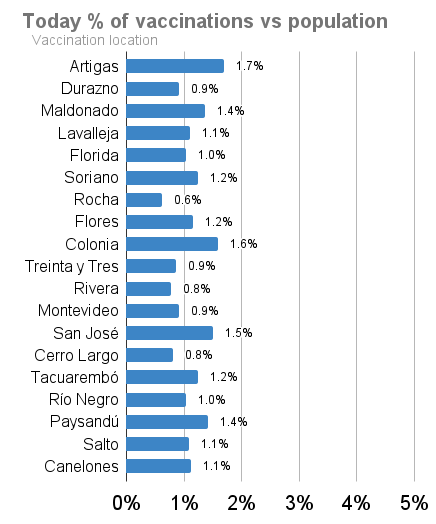 Today % of vaccinations vs population
Vaccination location
Artigas 1.7%
Durazno 0.9%
Maldonado 1.4%
Lavalleja 1.1%
Florida 1.0%
Soriano 1.2%
Rocha 0.6%
Flores 1.2%
Colonia 1.6%
Treinta y Tres 0.9%
Rivera 0.8%
Montevideo 0.9%
San José 1.5%
Cerro Largo 0.8%
Tacuarembó 1.2%
Río Negro 1.0%
Paysandú 1.4%
Salto 1.1%
Canelones 1.1%
0% 1% 2% 3% 4% 5%